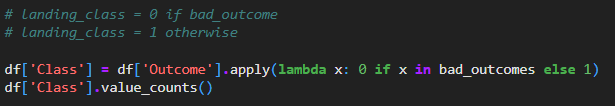 # landing_class = 0 if bad_outcome
# landing_class = 1 otherwise
df['Class'] = df['Outcome'].apply(lambda x: 0 if x in bad_outcomes else 1)
df['Class'].value_counts()